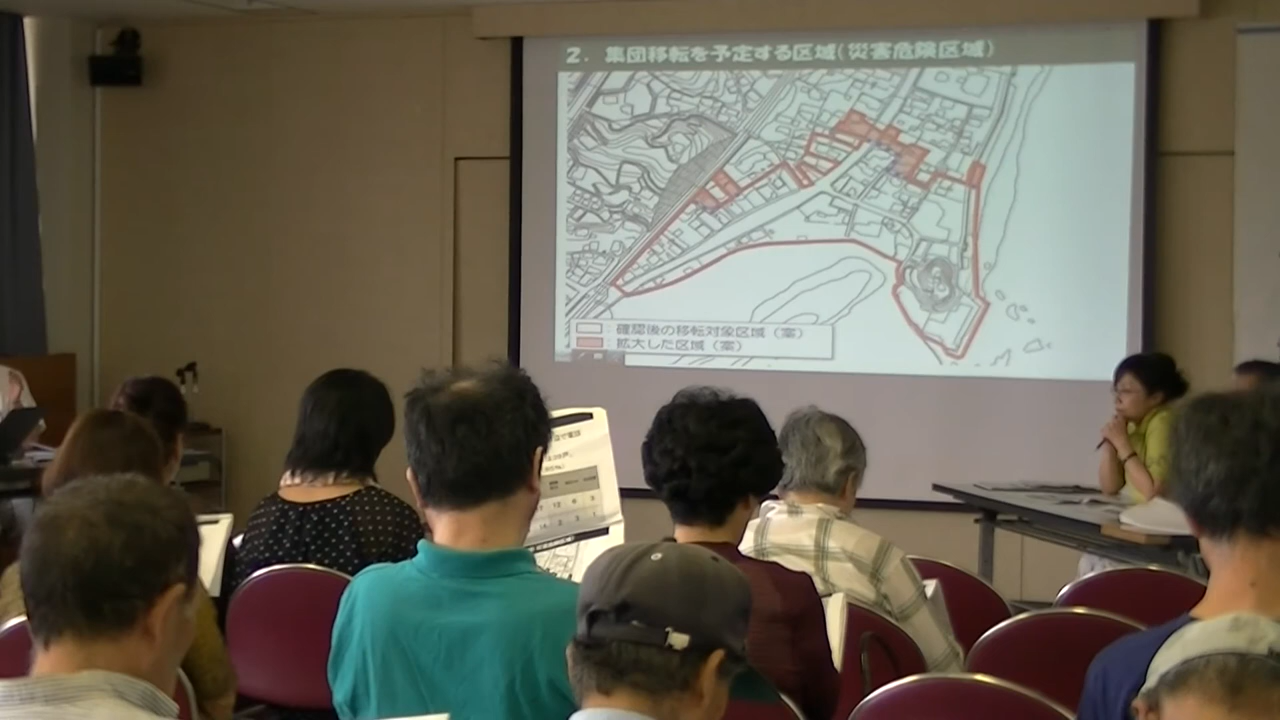 2. 集団移転を予定する区域(災害危険区域)
: 確認後の移転対象区域(案)
: 拡大した区域(案)